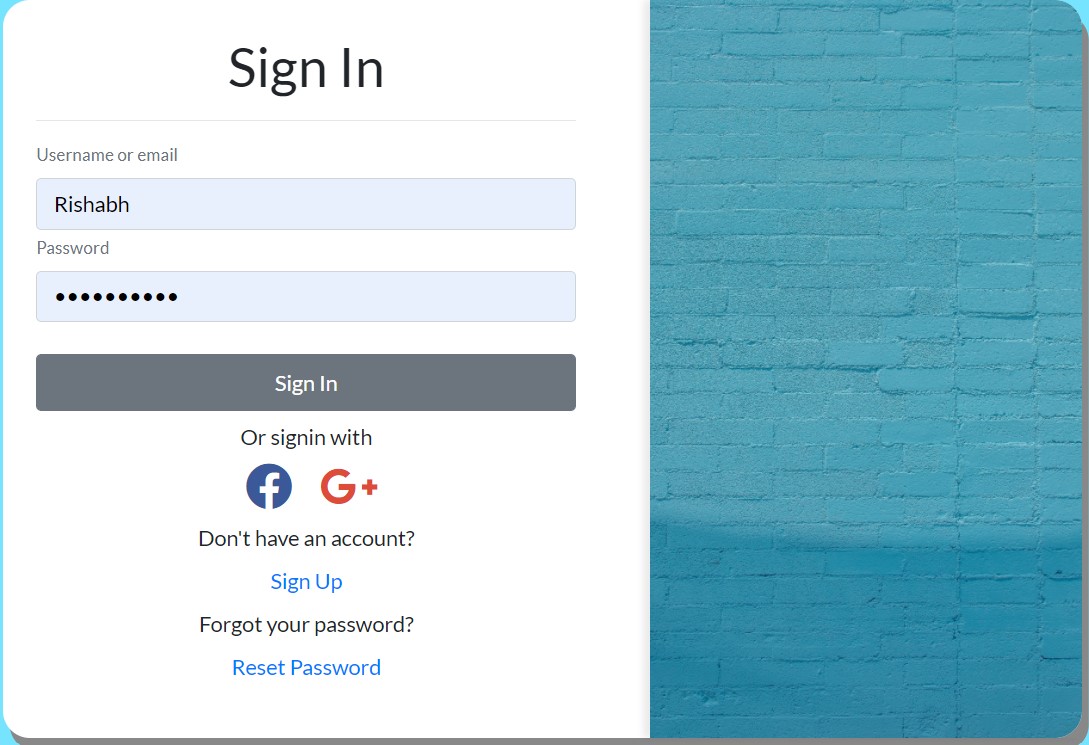 Sign In
Username or email
Rishabh
Password
••••••••••
Sign In
Or signin with
G+
Don't have an account?
Sign Up
Forgot your password?
Reset Password